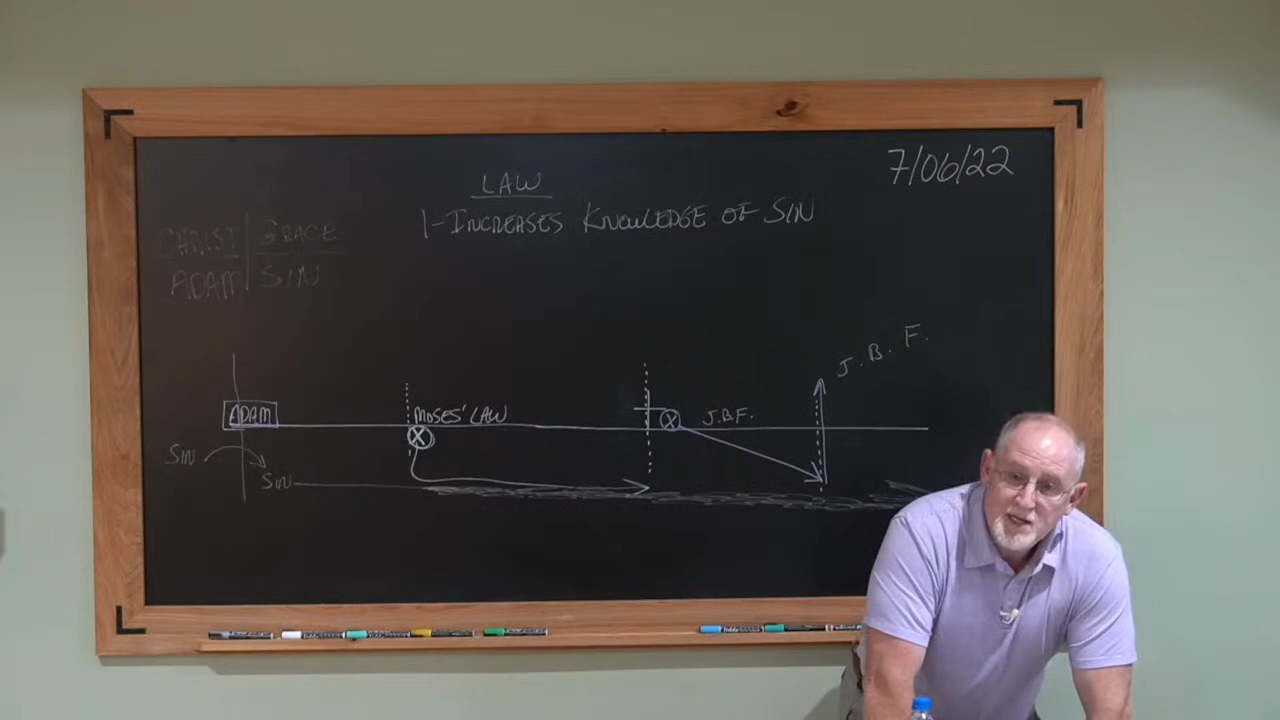 7/06/22
LAW
1-INCREASES KNOWLEDGE OF SIN
CHRIST GRACE
ADAM SIN
J. B. F.
ADAM
MOSES' LAW
J.B.F.
SIN
SIN